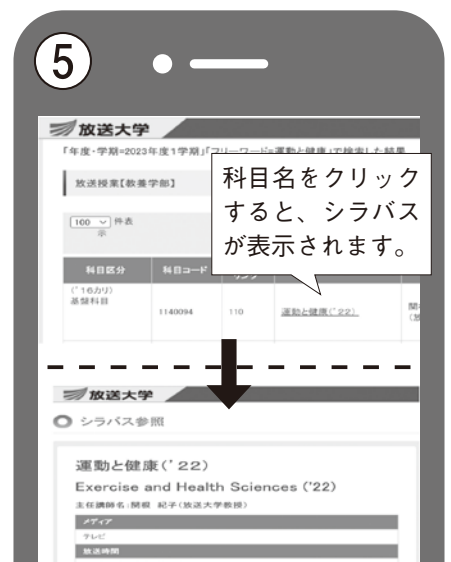 ⑤
放送大学
「年度・学期=2023年度1学期」「フリーワード=運動と健康」で検索した結果
放送授業【教養学部】
科目名をクリック
すると、シラバス
が表示されます。
100 件表
示
科目区分 科目コード
リング
('16カリ)
基盤科目
1140094 110 運動と健康('22)
放送大学
シラバス参照
運動と健康('22)
Exercise and Health Sciences ('22)
主任講師名:関根 紀子(放送大学教授)
メディア
テレビ
放送時間